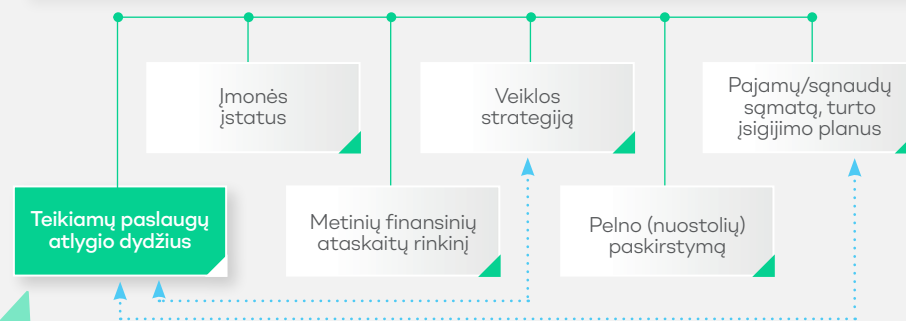 Įmonės
įstatus
Veiklos
strategiją
Pajamų/sąnaudų
sąmatą, turto
įsigijimo planus
Teikiamų paslaugų
atlygio dydžius
Metinių finansinių
ataskaitų rinkinį
Pelno (nuostolių)
paskirstymą